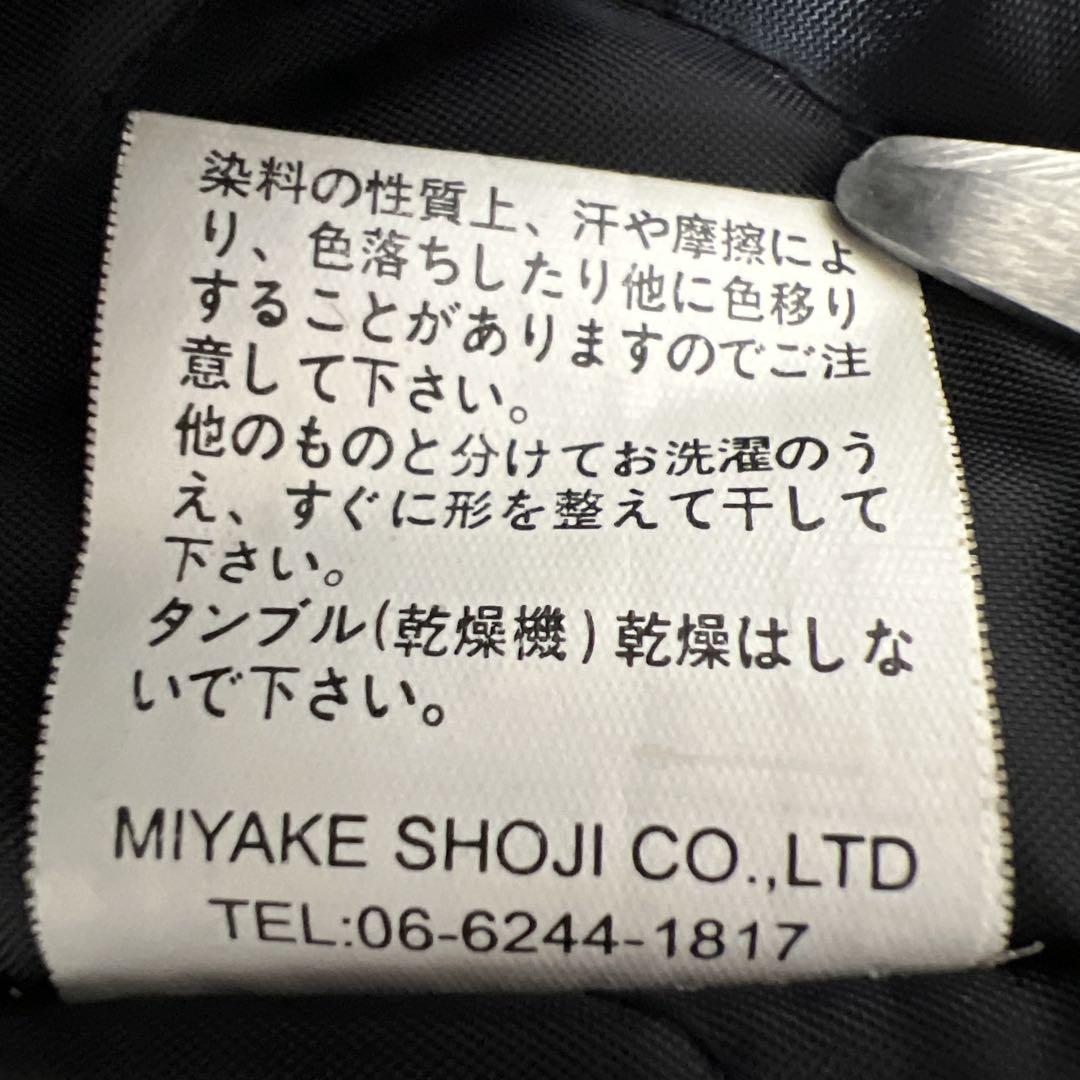 染料の性質上、汗や摩擦によ
り、色落ちしたり他に色移り
することがありますのでご注
意して下さい。
他のものと分けてお洗濯のう
え、すぐに形を整えて干して
下さい。
タンブル(乾燥機)乾燥はしな
いで下さい。
MIYAKE SHOJI CO.,LTD
TEL:06-6244-1817